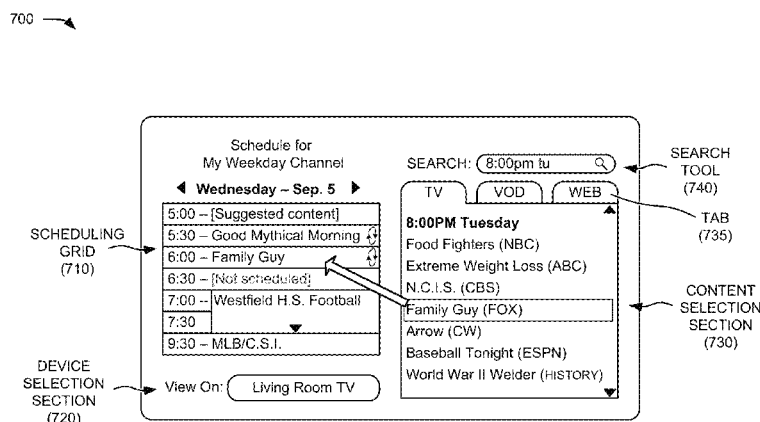 700
Schedule for
My Weekday Channel
Wednesday – Sep. 5
5:00 – [Suggested content]
5:30 – Good Mythical Morning
6:00 – Family Guy
6:30 – [Not scheduled]
7:00 -- Westfield H.S. Football
7:30
9:30 – MLB/C.S.I.
View On: Living Room TV
SEARCH: 8:00pm tu
TV VOD WEB
8:00PM Tuesday
Food Fighters (NBC)
Extreme Weight Loss (ABC)
N.C.I.S. (CBS)
Family Guy (FOX)
Arrow (CW)
Baseball Tonight (ESPN)
World War II Welder (HISTORY)
SCHEDULING
GRID
(710)
DEVICE
SELECTION
SECTION
(720)
SEARCH
TOOL
(740)
TAB
(735)
CONTENT
SELECTION
SECTION
(730)